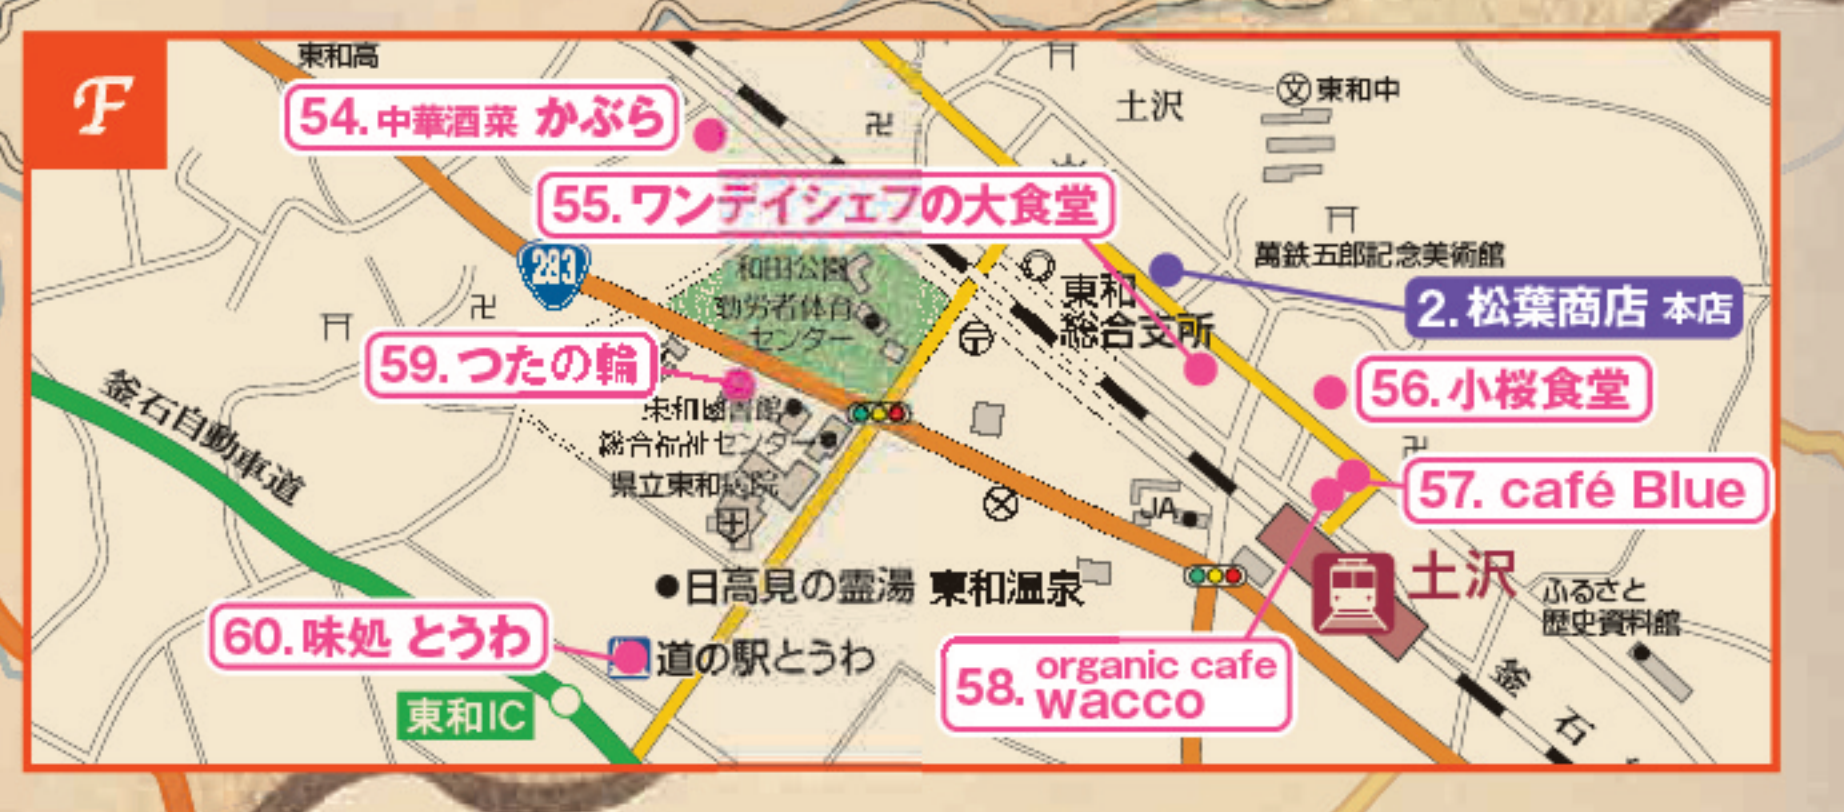 F
東和高
54.中華酒菜 かぶら
土沢
東和中
55.ワンデイシェフの大食堂
萬鉄五郎記念美術館
283
和田公園
勤労者体育
センター
東和
総合支所
2.松葉商店 本店
59.つたの輪
56.小桜食堂
釜石自動車道
東和図書館
総合福祉センター
県立東和病院
57. café Blue
JA
日高見の霊湯 東和温泉
土沢
ふるさと
歴史資料館
60.味処 とうわ
道の駅とうわ
58. organic cafe
wacco
東和IC
釜石